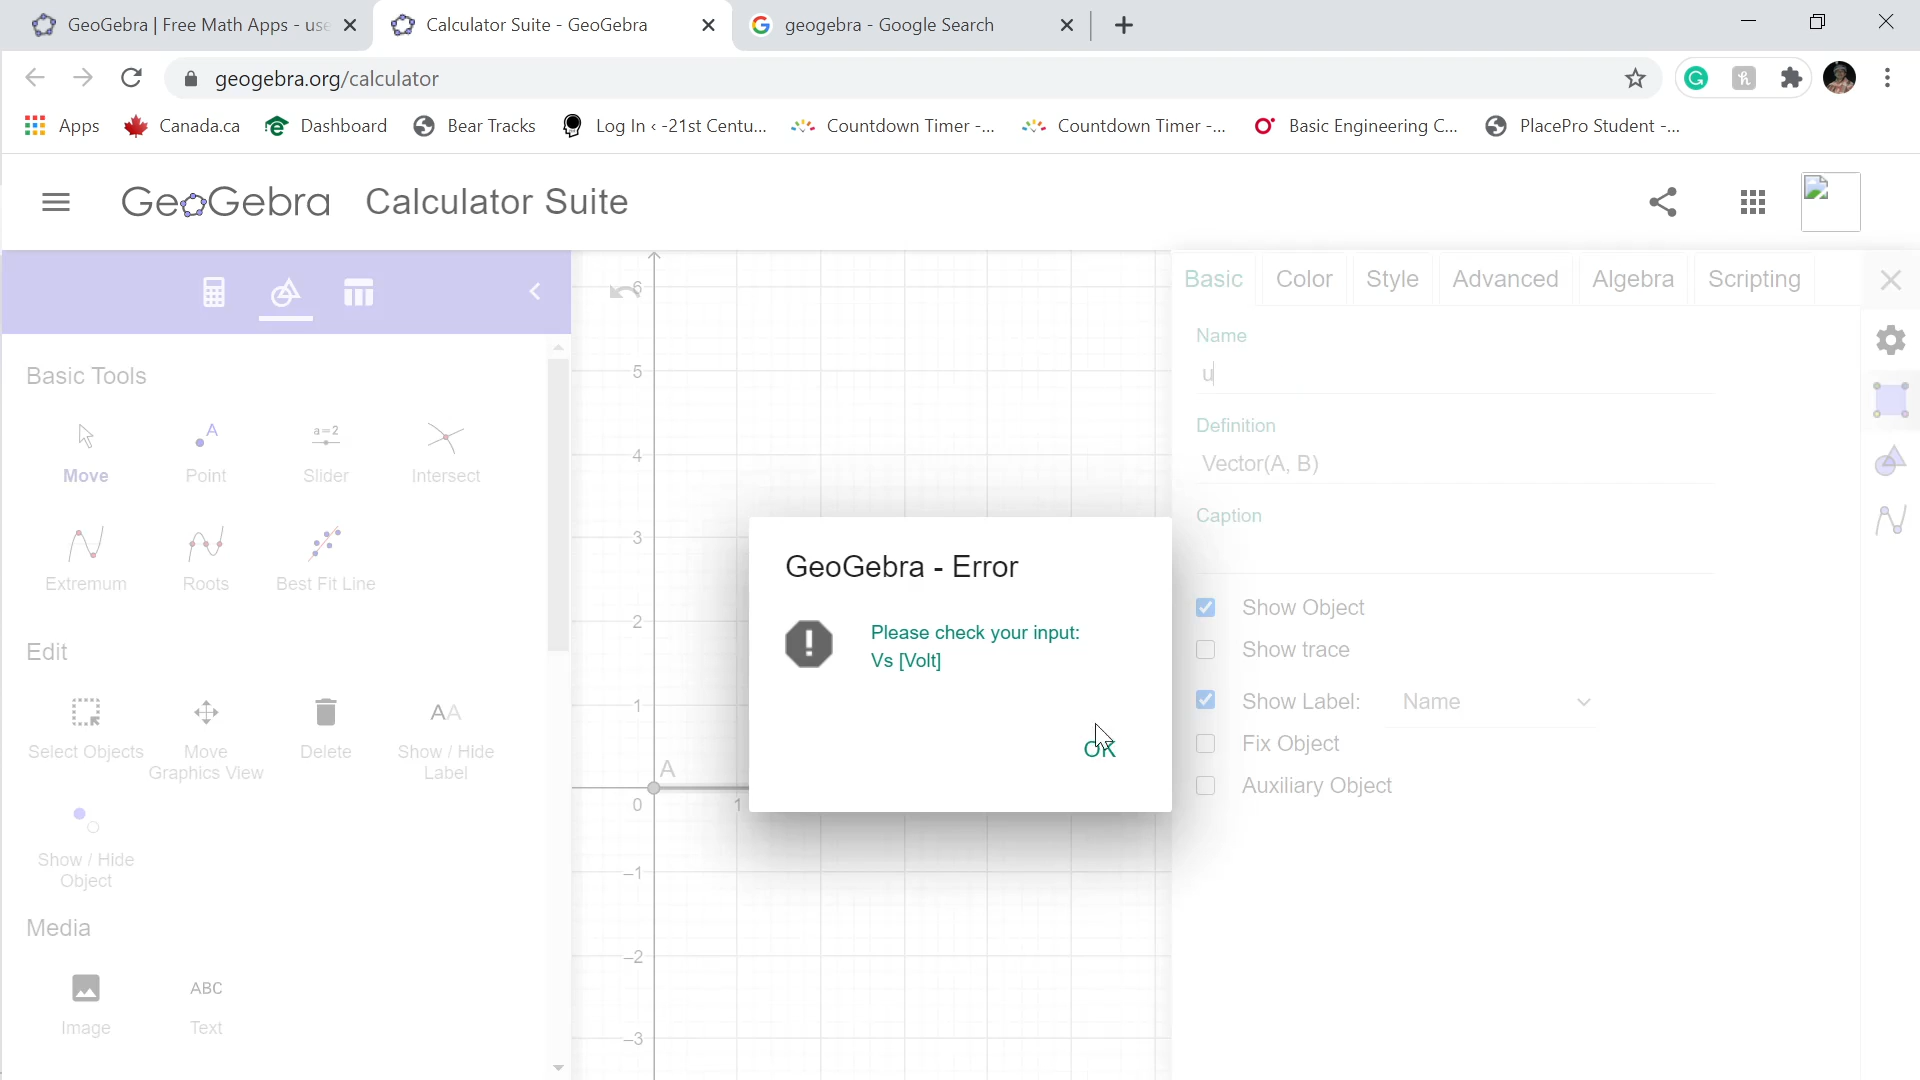 GeoGebra | Free Math Apps - use
Calculator Suite - GeoGebra
geogebra - Google Search
geogebra.org/calculator
Apps
Canada.ca
Dashboard
Bear Tracks
Log In ‹ -21st Centu...
Countdown Timer -...
Countdown Timer -...
Basic Engineering C...
PlacePro Student -...
GeoGebra
Calculator Suite
Basic
Color
Style
Advanced
Algebra
Scripting
Basic Tools
Move
A
Point
a=2
Slider
Intersect
Extremum
Roots
Best Fit Line
Edit
Select Objects
Move
Graphics View
Delete
AA
Show / Hide
Label
Show / Hide
Object
Media
Image
ABC
Text
6
5
4
3
2
1
A
0
1
–1
–2
–3
GeoGebra - Error
Please check your input:
Vs [Volt]
OK
Name
u
Definition
Vector(A, B)
Caption
Show Object
Show trace
Show Label:
Name
Fix Object
Auxiliary Object